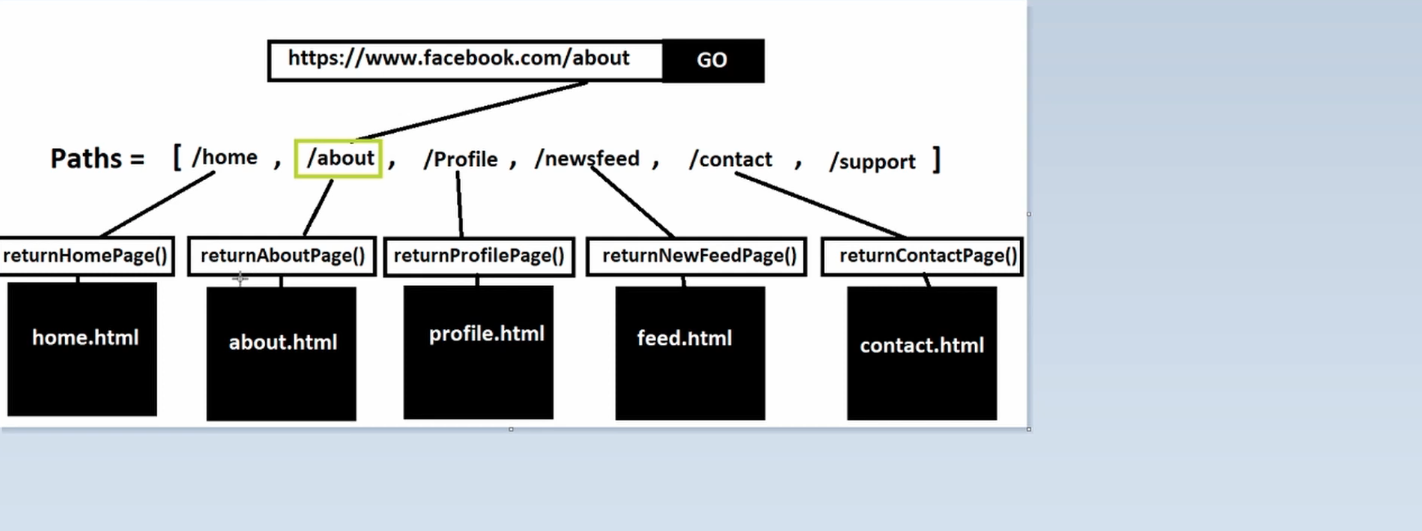 https://www.facebook.com/about GO
Paths = [ /home , /about , /Profile , /newsfeed , /contact , /support ]
returnHomePage() returnAboutPage() returnProfilePage() returnNewFeedPage() returnContactPage()
home.html about.html profile.html feed.html contact.html